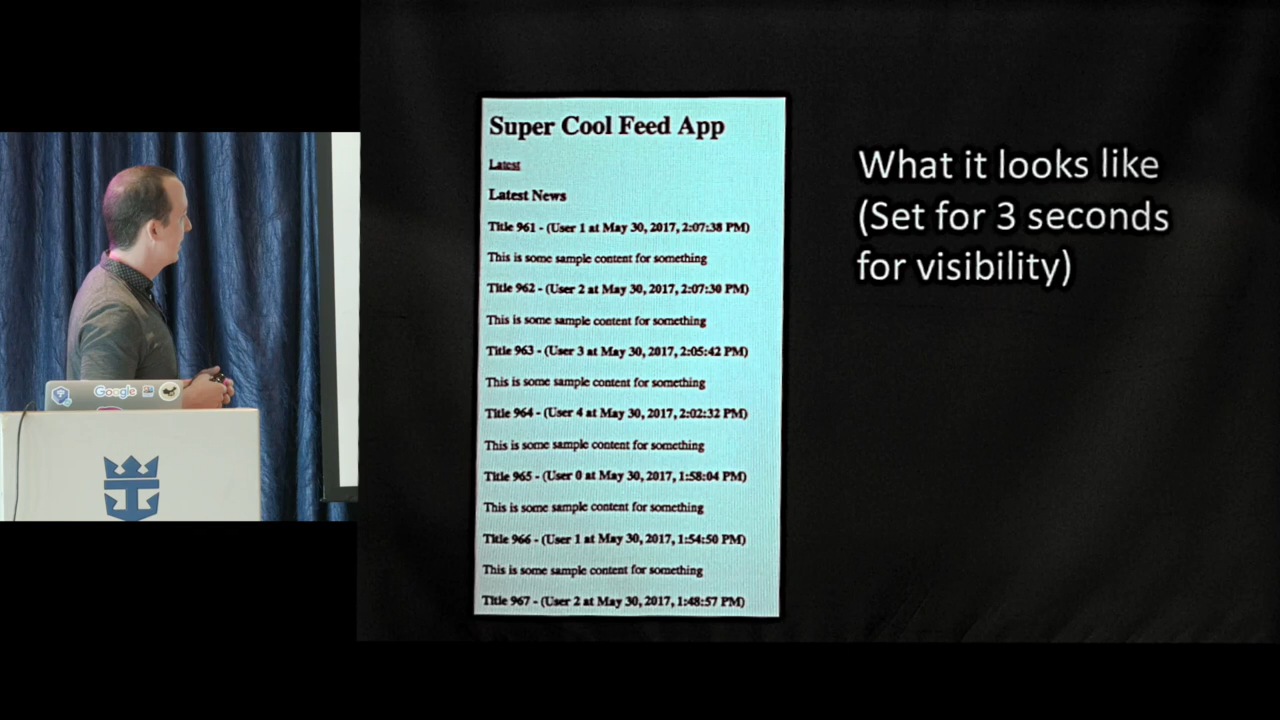 Super Cool Feed App
Latest
Latest News
Title 961 - (User 1 at May 30, 2017, 2:07:38 PM)
This is some sample content for something
Title 962 - (User 2 at May 30, 2017, 2:07:30 PM)
This is some sample content for something
Title 963 - (User 3 at May 30, 2017, 2:05:42 PM)
This is some sample content for something
Title 964 - (User 4 at May 30, 2017, 2:02:32 PM)
This is some sample content for something
Title 965 - (User 0 at May 30, 2017, 1:58:04 PM)
This is some sample content for something
Title 966 - (User 1 at May 30, 2017, 1:54:50 PM)
This is some sample content for something
Title 967 - (User 2 at May 30, 2017, 1:48:57 PM)
What it looks like
(Set for 3 seconds
for visibility)
Google